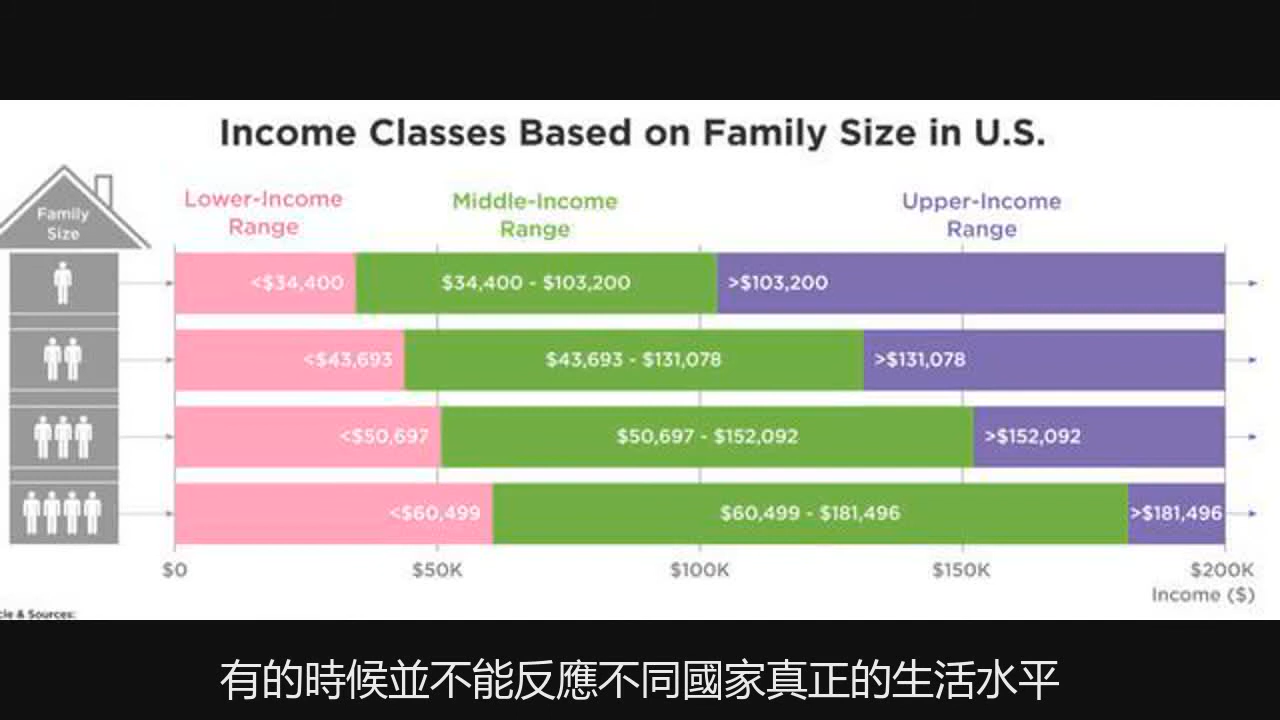 Income Classes Based on Family Size in U.S.
Family
Size
Lower-Income
Range
Middle-Income
Range
Upper-Income
Range
<$34,400
$34,400 - $103,200
>$103,200
<$43,693
$43,693 - $131,078
>$131,078
<$50,697
$50,697 - $152,092
>$152,092
<$60,499
$60,499 - $181,496
>$181,496
$0
$50K
$100K
$150K
$200K
Income ($)
cle & Sources:
有的時候並不能反應不同國家真正的生活水平